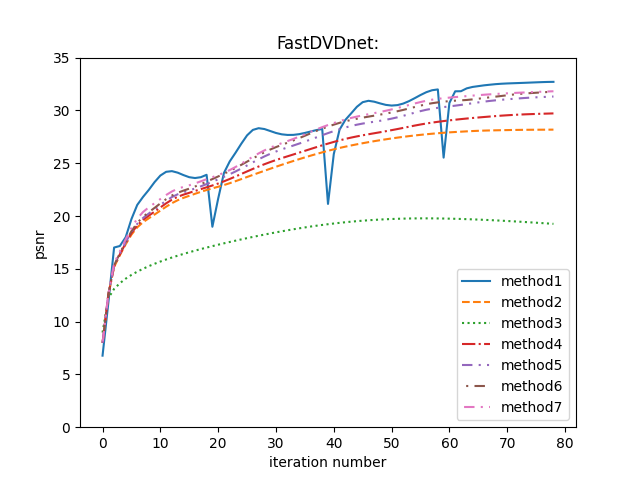 FastDVDnet:
35
30
25
20
15
10
5
0
psnr
0 10 20 30 40 50 60 70 80
iteration number
method1
method2
method3
method4
method5
method6
method7